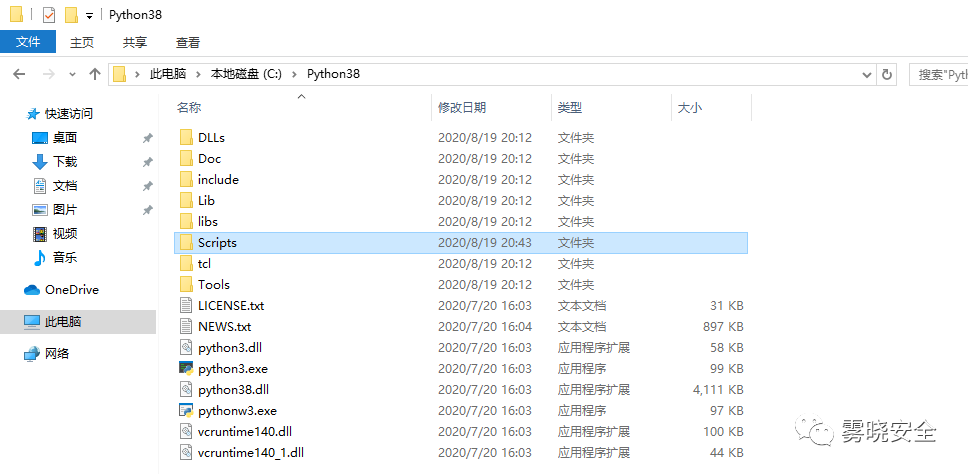 Python38
文件 主页 共享 查看
此电脑 本地磁盘 (C:) Python38 搜索"Pyth
名称 修改日期 类型 大小
快速访问
桌面
下载
文档
图片
视频
音乐
OneDrive
此电脑
网络
DLLs 2020/8/19 20:12 文件夹
Doc 2020/8/19 20:12 文件夹
include 2020/8/19 20:12 文件夹
Lib 2020/8/19 20:12 文件夹
libs 2020/8/19 20:12 文件夹
Scripts 2020/8/19 20:43 文件夹
tcl 2020/8/19 20:12 文件夹
Tools 2020/8/19 20:12 文件夹
LICENSE.txt 2020/7/20 16:03 文本文档 31 KB
NEWS.txt 2020/7/20 16:04 文本文档 897 KB
python3.dll 2020/7/20 16:03 应用程序扩展 58 KB
python3.exe 2020/7/20 16:03 应用程序 99 KB
python38.dll 2020/7/20 16:03 应用程序扩展 4,111 KB
pythonw3.exe 2020/7/20 16:03 应用程序 97 KB
vcruntime140.dll 2020/7/20 16:03 应用程序扩展 100 KB
vcruntime140_1.dll 2020/7/20 16:03 应用程序扩展 44 KB
雾晓安全